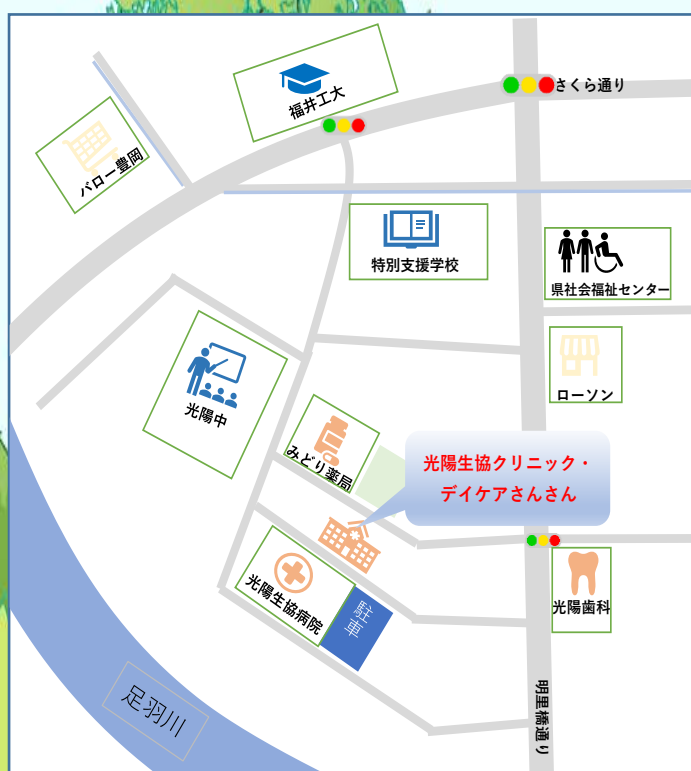 福井工大
さくら通り
バロー豊岡
特別支援学校
県社会福祉センター
ローソン
光陽中
みどり薬局
光陽生協クリニック・
デイケアさんさん
光陽生協病院
駐車
光陽歯科
足羽川
明里橋通り